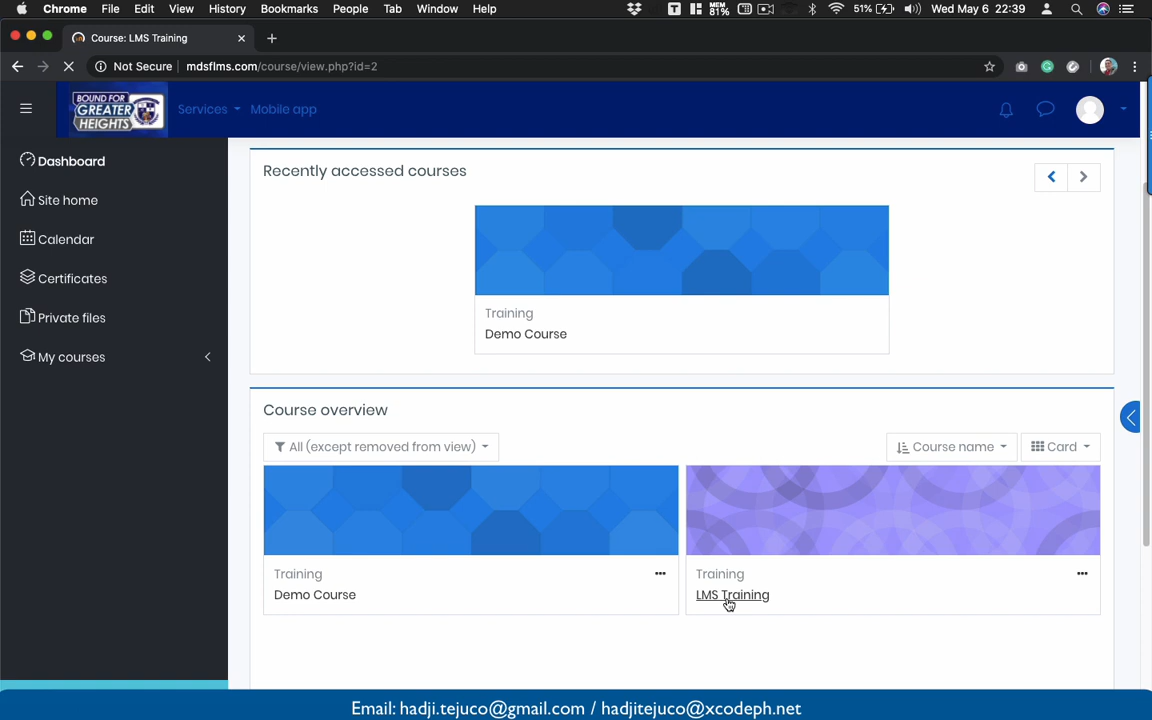 Chrome File Edit View History Bookmarks People Tab Window Help MEM 81% 51% Wed May 6 22:39
Course: LMS Training
Not Secure mdsflms.com/course/view.php?id=2
BOUND FOR GREATER HEIGHTS
Services Mobile app
Dashboard
Site home
Calendar
Certificates
Private files
My courses
Recently accessed courses
Training
Demo Course
Course overview
All (except removed from view) Course name Card
Training
Demo Course
Training
LMS Training
Email: hadji.tejuco@gmail.com / hadjitejuco@xcodeph.net